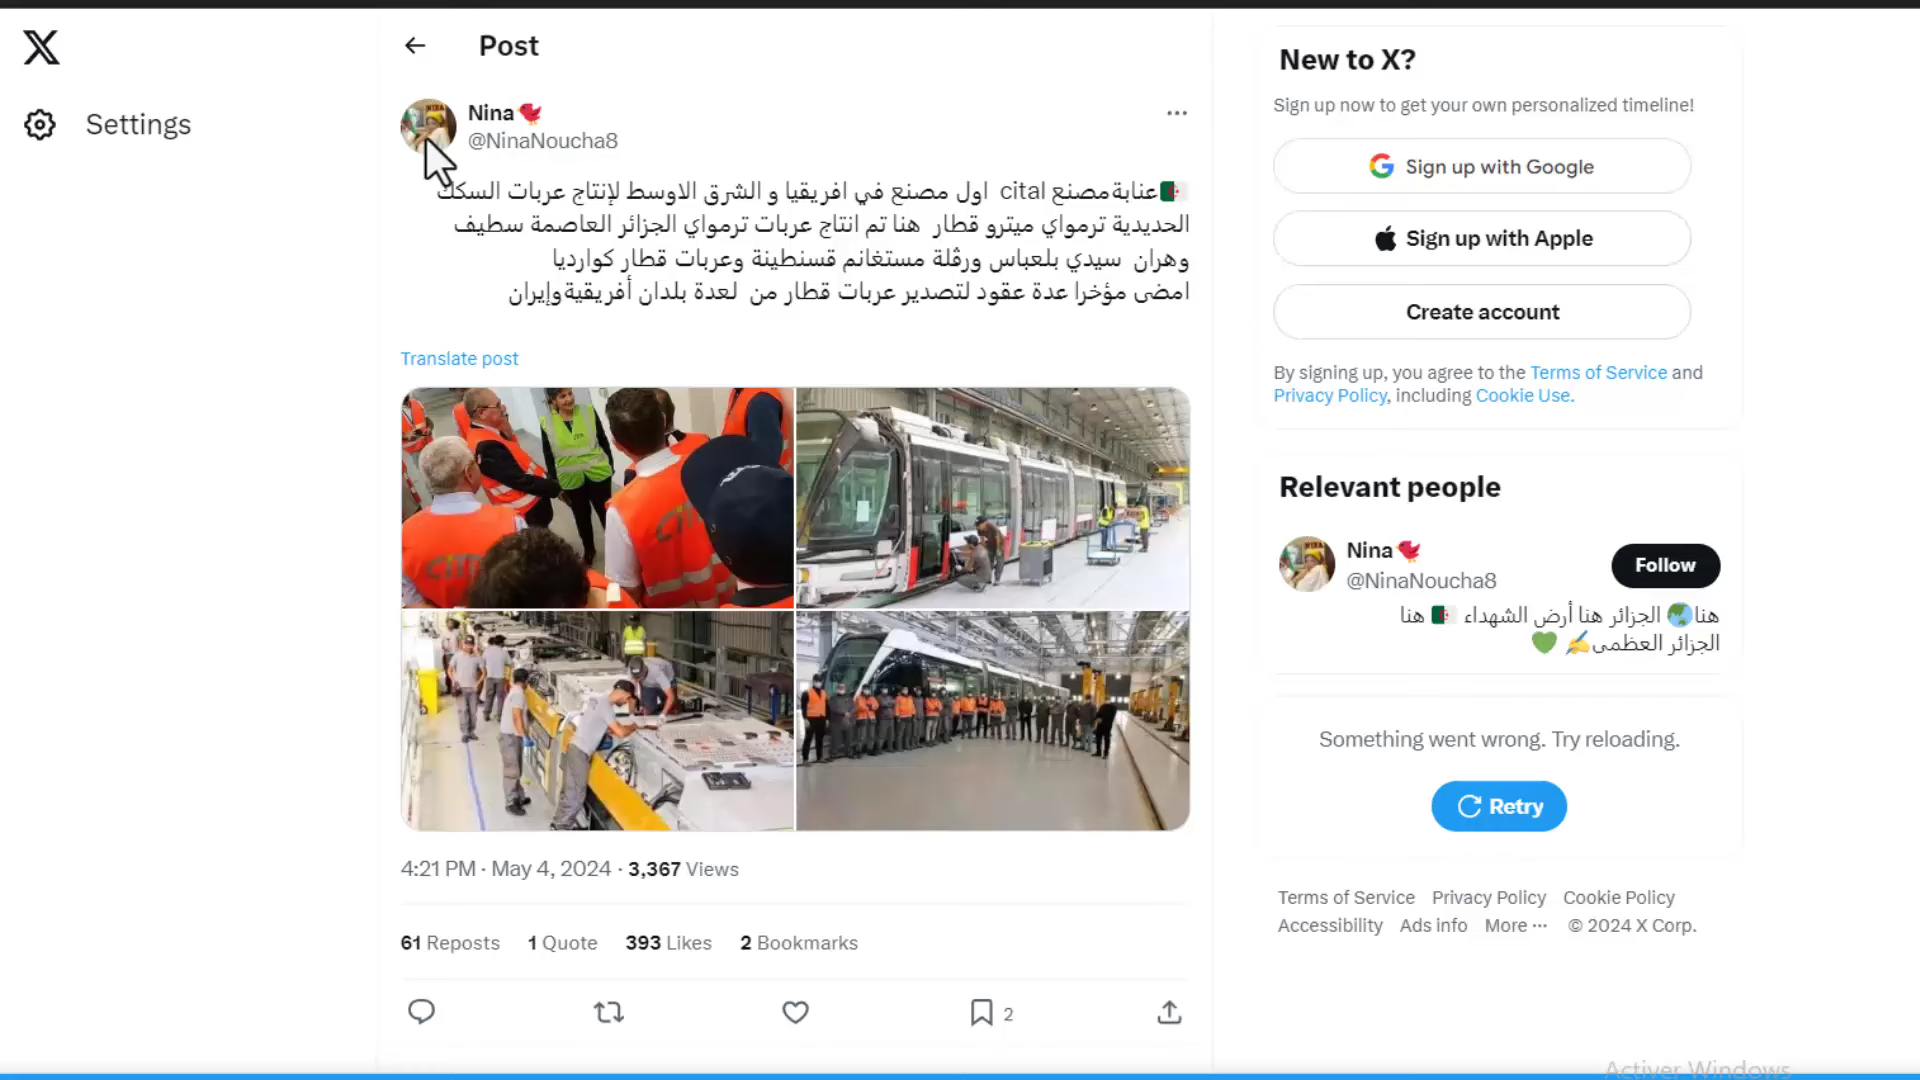 Post
Settings
Nina
@NinaNoucha8
عنابةمصنع cital اول مصنع في افريقيا و الشرق الاوسط لإنتاج عربات السكك
الحديدية ترمواي ميترو قطار هنا تم انتاج عربات ترمواي الجزائر العاصمة سطيف
وهران سيدي بلعباس ورڨلة مستغانم قسنطينة وعربات قطار كوارديا
امضى مؤخرا عدة عقود لتصدير عربات قطار من لعدة بلدان أفريقيةوإيران
Translate post
4:21 PM · May 4, 2024 · 3,367 Views
61 Reposts 1 Quote 393 Likes 2 Bookmarks
2
New to X?
Sign up now to get your own personalized timeline!
Sign up with Google
Sign up with Apple
Create account
By signing up, you agree to the Terms of Service and
Privacy Policy, including Cookie Use.
Relevant people
Nina
@NinaNoucha8
Follow
هنا🌏 الجزائر هنا أرض الشهداء 🇩🇿 هنا
الجزائر العظمى✍️ 💚
Something went wrong. Try reloading.
Retry
Terms of Service Privacy Policy Cookie Policy
Accessibility Ads info More ··· © 2024 X Corp.
Activer Windows